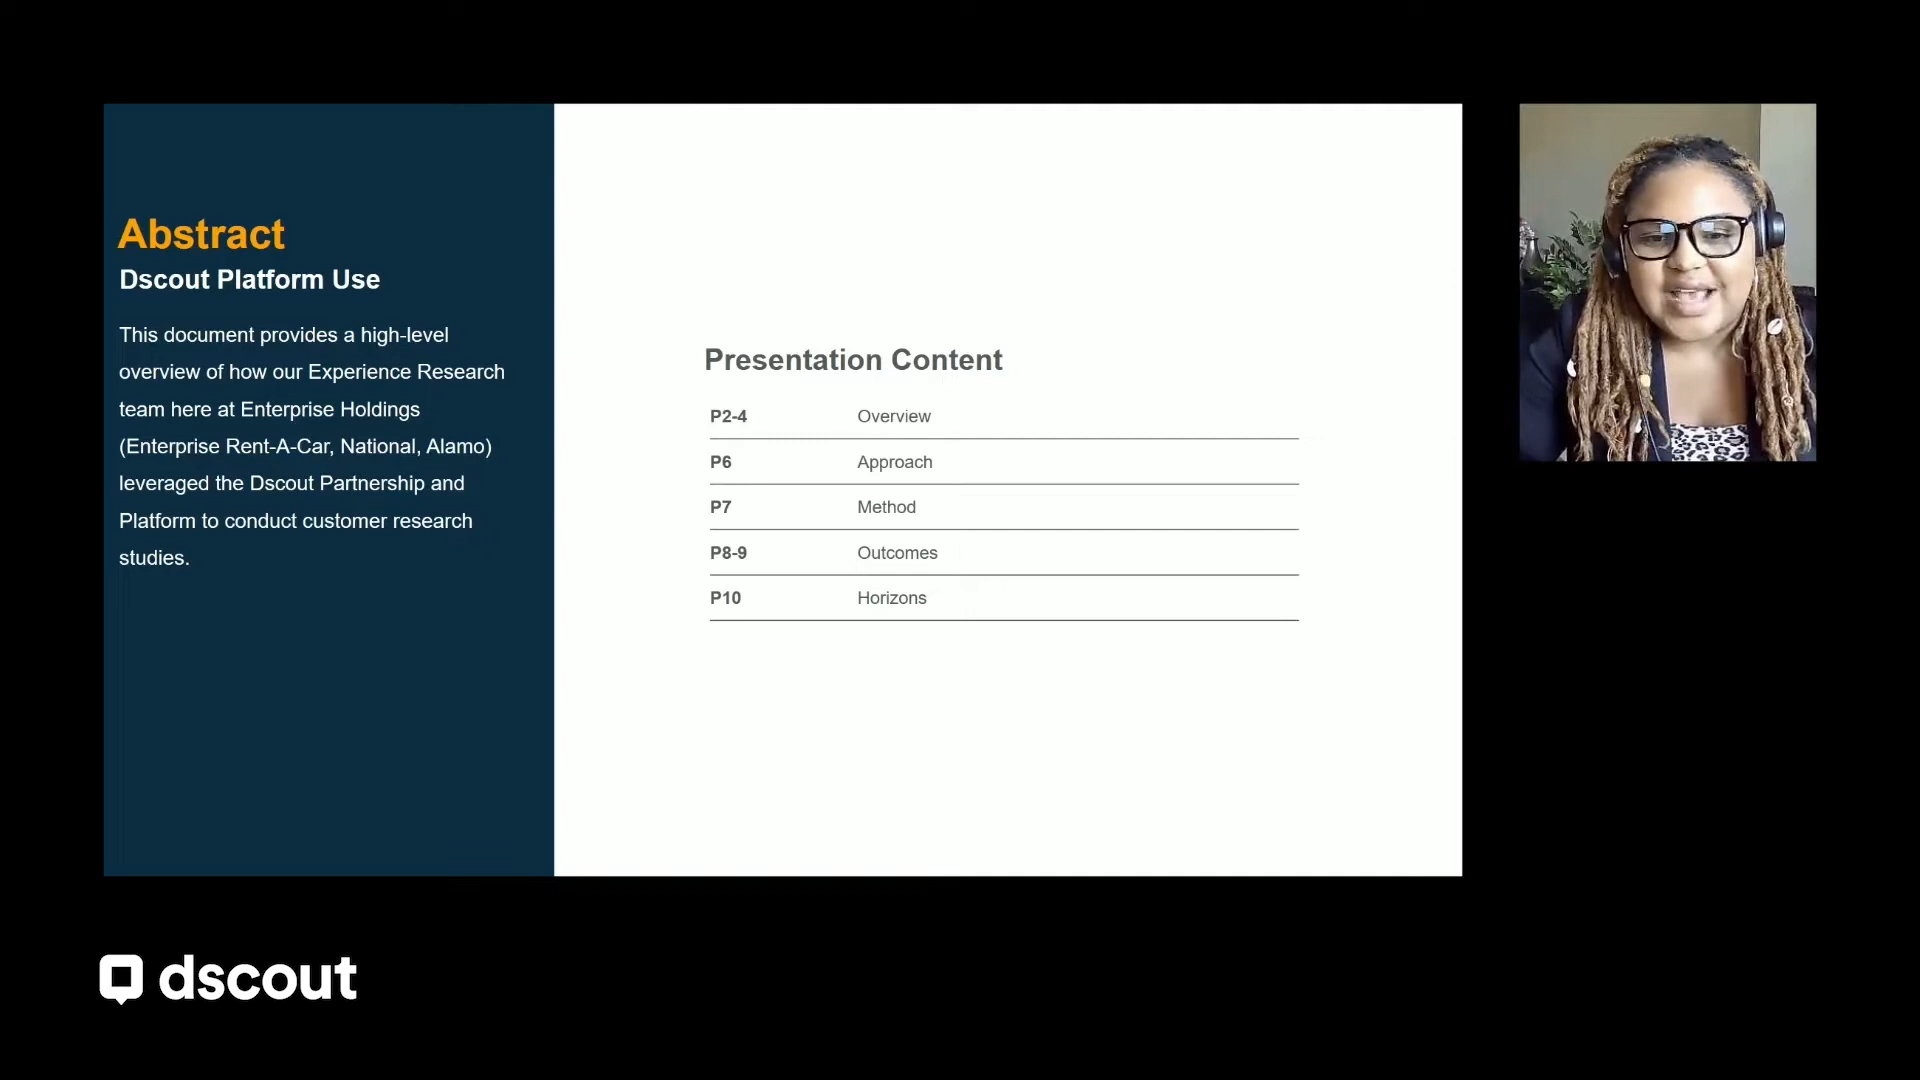 Abstract
Dscout Platform Use
This document provides a high-level
overview of how our Experience Research
team here at Enterprise Holdings
(Enterprise Rent-A-Car, National, Alamo)
leveraged the Dscout Partnership and
Platform to conduct customer research
studies.
Presentation Content
P2-4 Overview
P6 Approach
P7 Method
P8-9 Outcomes
P10 Horizons
dscout